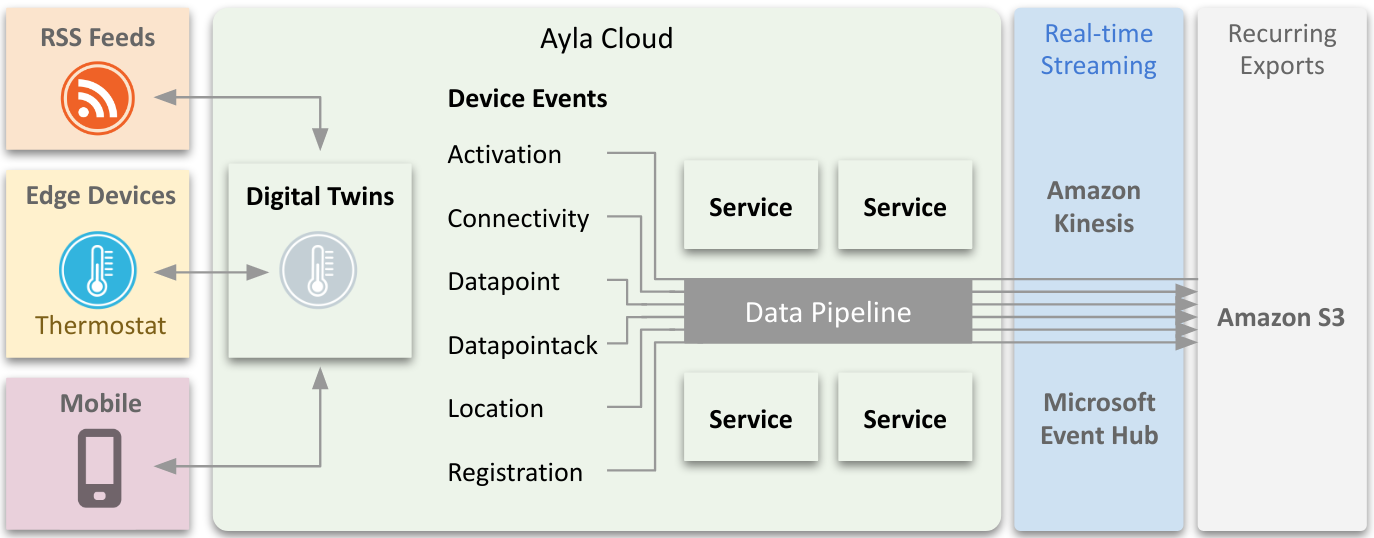 RSS Feeds
Edge Devices
Thermostat
Mobile
Ayla Cloud
Digital Twins
Device Events
Activation
Connectivity
Datapoint
Datapointack
Location
Registration
Service
Service
Data Pipeline
Service
Service
Real-time
Streaming
Amazon
Kinesis
Microsoft
Event Hub
Recurring
Exports
Amazon S3